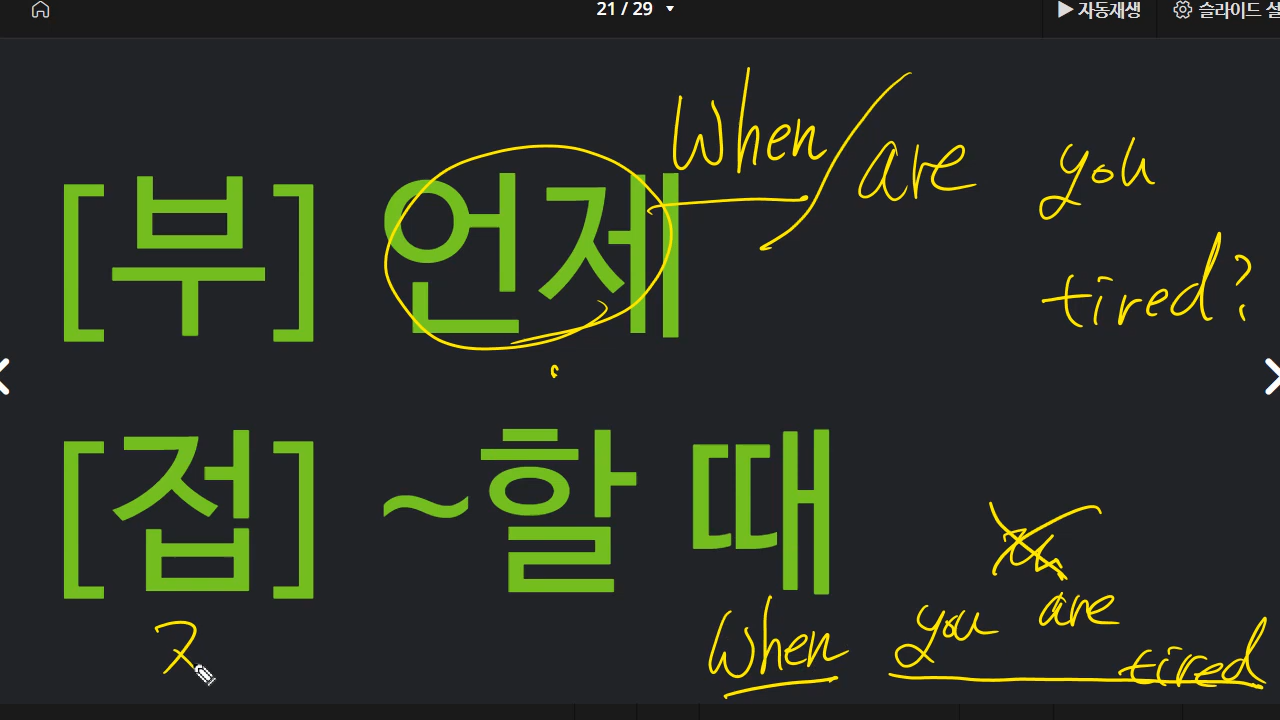 21 / 29
▶ 자동재생
슬라이드 설
When / are you
[부] 언제
tired?
[접] ~할 때
you are
When
tired